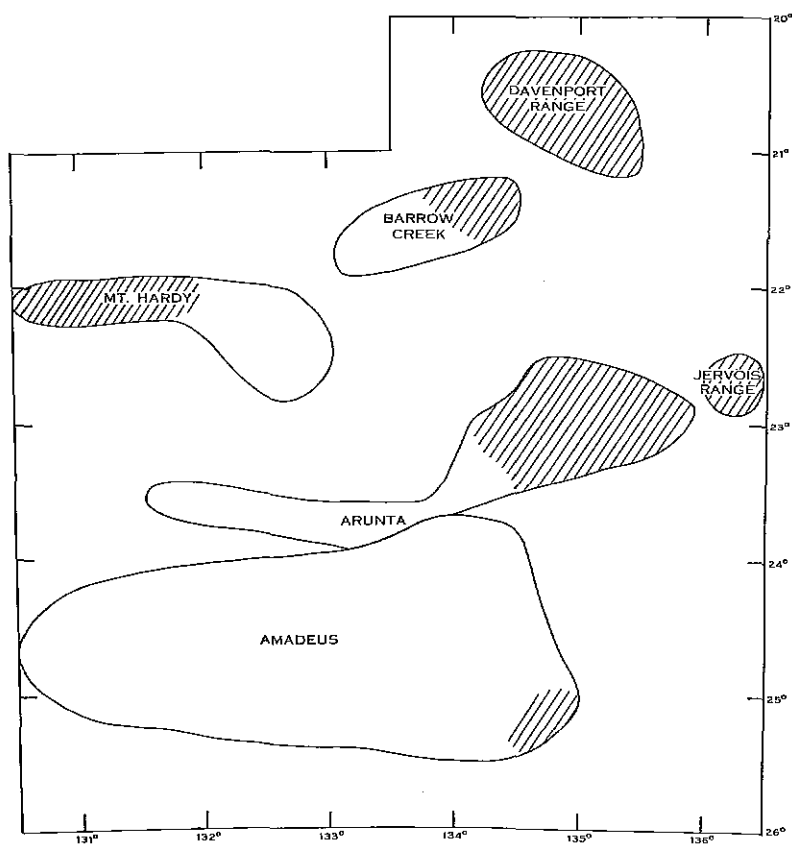 20°
DAVENPORT
RANGE
21°
BARROW
CREEK
22°
MT. HARDY
JERVOIS
RANGE
23°
ARUNTA
24°
AMADEUS
25°
26°
131°
132°
133°
134°
135°
136°